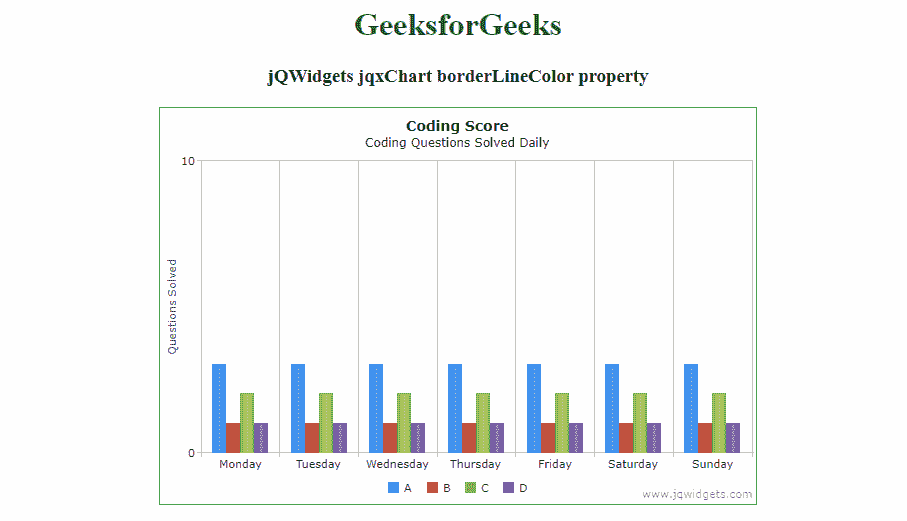 GeeksforGeeks
jQWidgets jqxChart borderLineColor property
Coding Score
Coding Questions Solved Daily
10
Questions Solved
0
Monday Tuesday Wednesday Thursday Friday Saturday Sunday
A B C D
www.jqwidgets.com